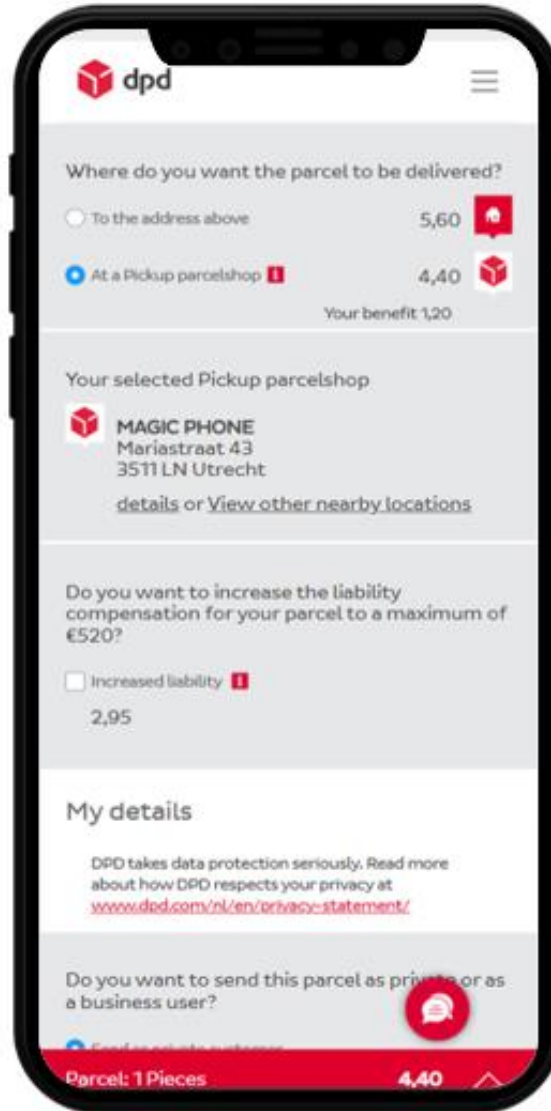 dpd
Where do you want the parcel to be delivered?
To the address above 5,60
At a Pickup parcelshop i 4,40
Your benefit 1,20
Your selected Pickup parcelshop
MAGIC PHONE
Mariastraat 43
3511 LN Utrecht
details or View other nearby locations
Do you want to increase the liability
compensation for your parcel to a maximum of
€520?
Increased liability i
2,95
My details
DPD takes data protection seriously. Read more
about how DPD respects your privacy at
www.dpd.com/nl/en/privacy-statement/
Do you want to send this parcel as private or as
a business user?
Send as private customer
Parcel: 1 Pieces 4,40